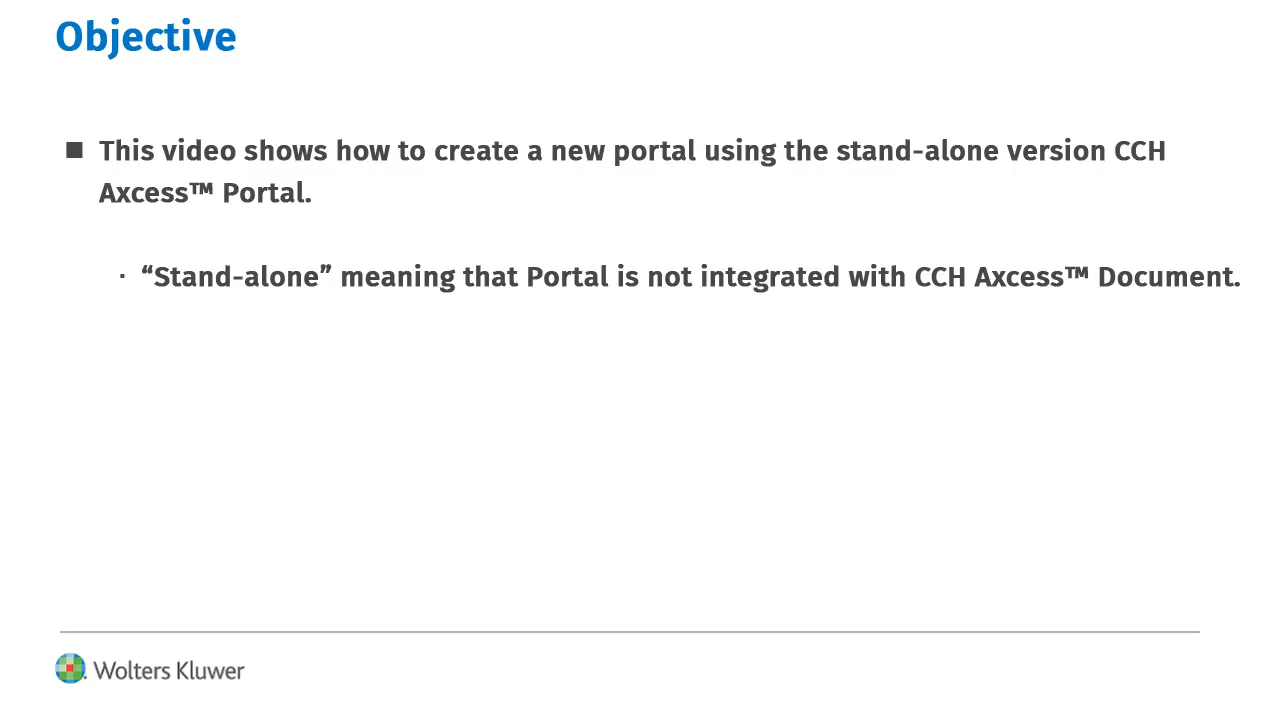 Objective
■ This video shows how to create a new portal using the stand-alone version CCH
Axcess™ Portal.
· “Stand-alone” meaning that Portal is not integrated with CCH Axcess™ Document.
Wolters Kluwer